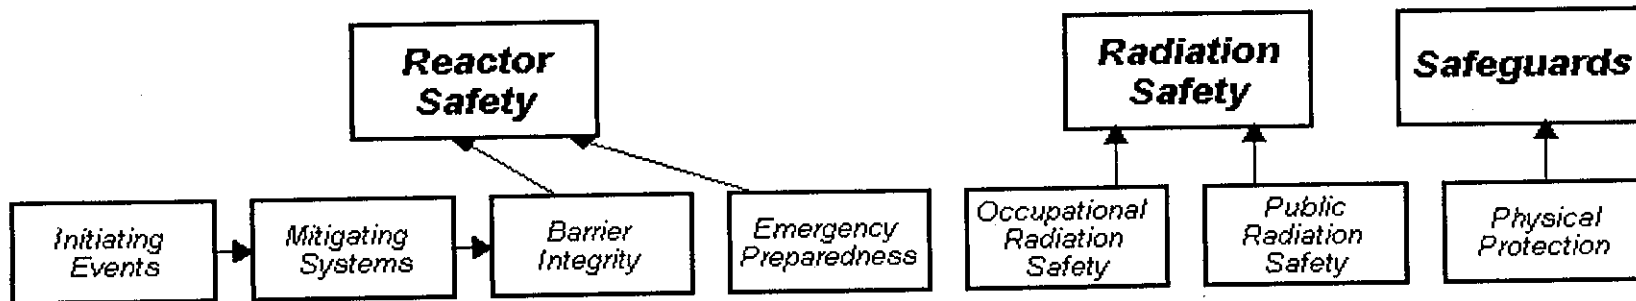 Reactor
Safety
Radiation
Safety
Safeguards
Initiating
Events
Mitigating
Systems
Barrier
Integrity
Emergency
Preparedness
Occupational
Radiation
Safety
Public
Radiation
Safety
Physical
Protection